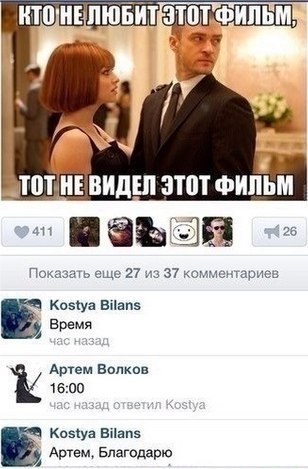 КТО НЕ ЛЮБИТ ЭТОТ ФИЛЬМ,
ТОТ НЕ ВИДЕЛ ЭТОТ ФИЛЬМ
411
26
Показать еще 27 из 37 комментариев
Kostya Bilans
Время
час назад
Артем Волков
16:00
час назад ответил Kostya
Kostya Bilans
Артем, Благодарю